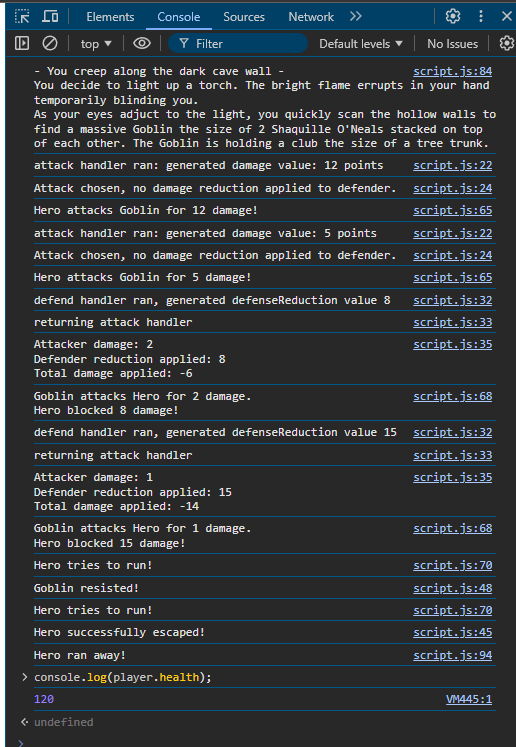 Elements Console Sources Network
top Filter Default levels No Issues
- You creep along the dark cave wall - script.js:84
You decide to light up a torch. The bright flame errupts in your hand
temporarily blinding you.
As your eyes adjuct to the light, you quickly scan the hollow walls to
find a massive Goblin the size of 2 Shaquille O'Neals stacked on top
of each other. The Goblin is holding a club the size of a tree trunk.
attack handler ran: generated damage value: 12 points script.js:22
Attack chosen, no damage reduction applied to defender. script.js:24
Hero attacks Goblin for 12 damage! script.js:65
attack handler ran: generated damage value: 5 points script.js:22
Attack chosen, no damage reduction applied to defender. script.js:24
Hero attacks Goblin for 5 damage! script.js:65
defend handler ran, generated defenseReduction value 8 script.js:32
returning attack handler script.js:33
Attacker damage: 2 script.js:35
Defender reduction applied: 8
Total damage applied: -6
Goblin attacks Hero for 2 damage. script.js:68
Hero blocked 8 damage!
defend handler ran, generated defenseReduction value 15 script.js:32
returning attack handler script.js:33
Attacker damage: 1 script.js:35
Defender reduction applied: 15
Total damage applied: -14
Goblin attacks Hero for 1 damage. script.js:68
Hero blocked 15 damage!
Hero tries to run! script.js:70
Goblin resisted! script.js:48
Hero tries to run! script.js:70
Hero successfully escaped! script.js:45
Hero ran away! script.js:94
console.log(player.health);
120 VM445:1
undefined